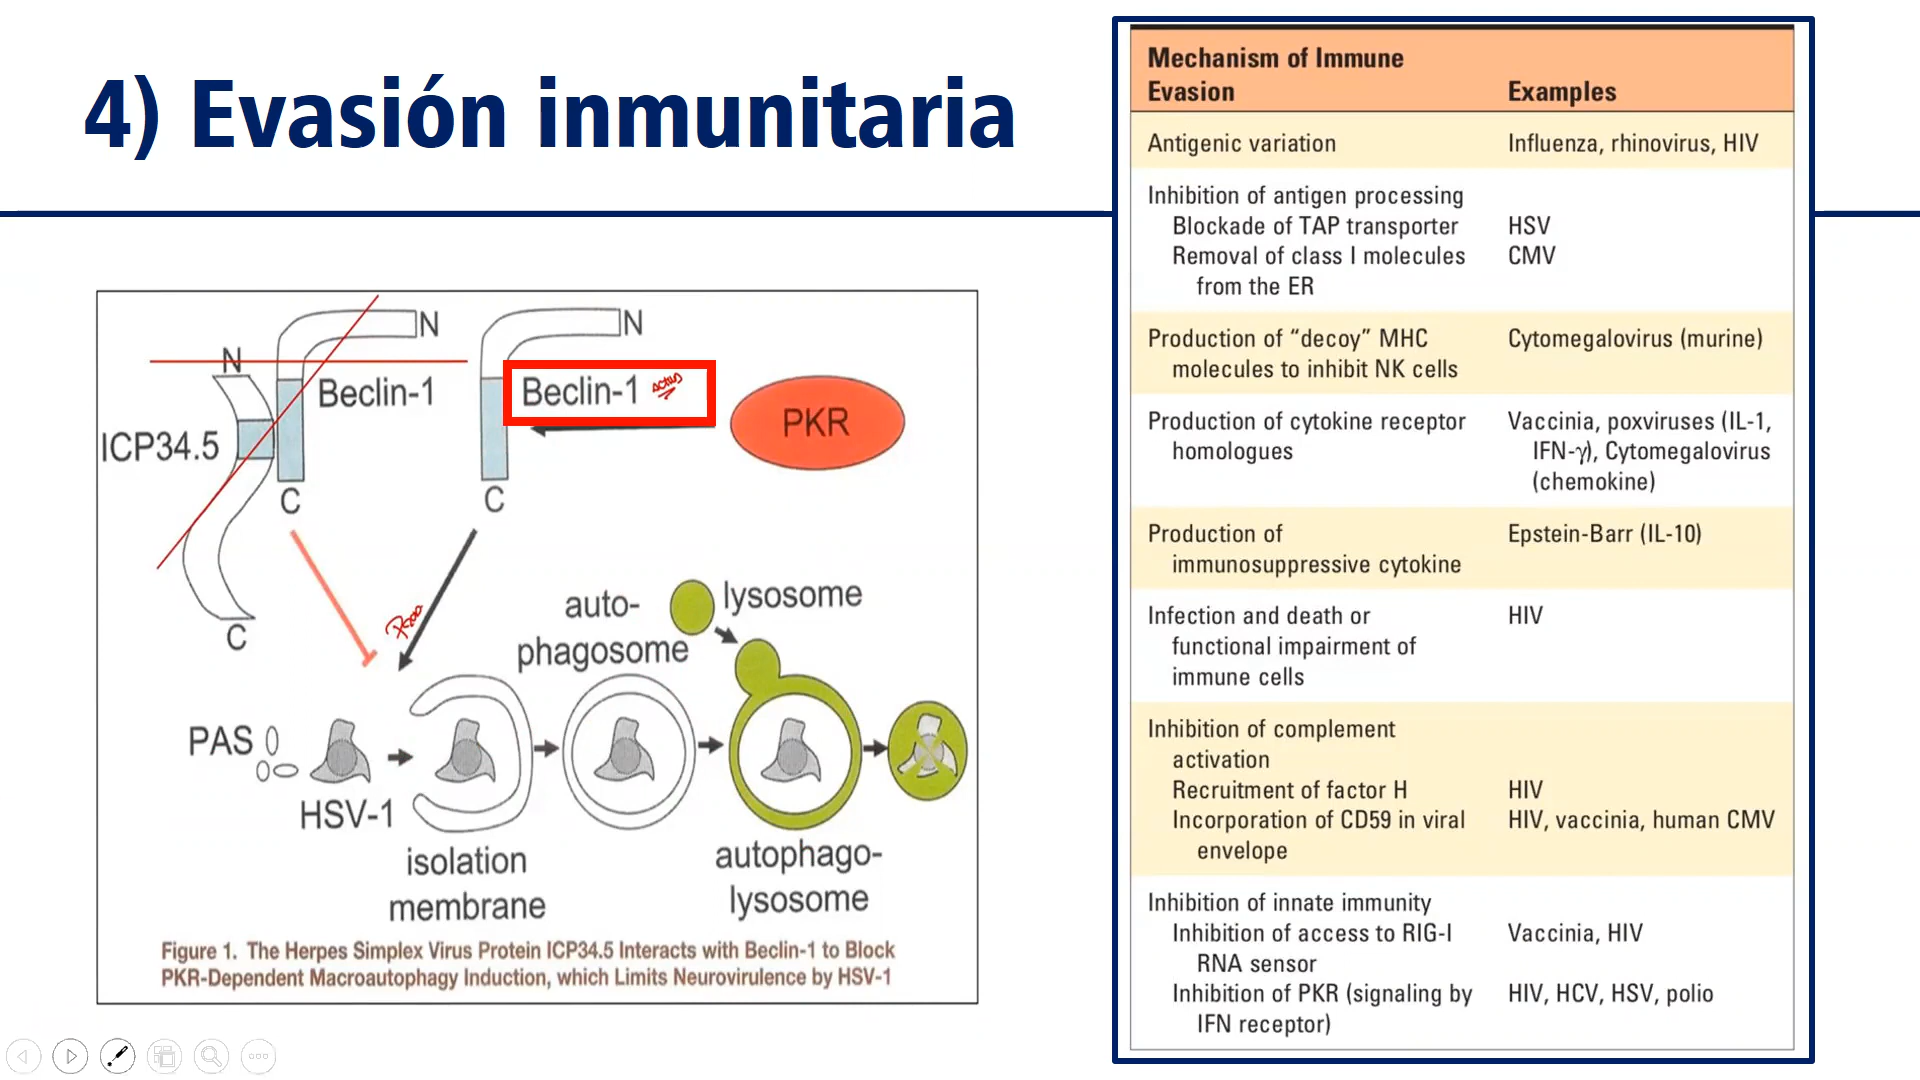 4) Evasión inmunitaria
N
N
N
Beclin-1
Beclin-1
PKR
ICP34.5
C
C
C
auto-
phagosome
lysosome
PAS
HSV-1
isolation
membrane
autophago-
lysosome
Figure 1. The Herpes Simplex Virus Protein ICP34.5 Interacts with Beclin-1 to Block
PKR-Dependent Macroautophagy Induction, which Limits Neurovirulence by HSV-1
Mechanism of Immune
Evasion Examples
Antigenic variation Influenza, rhinovirus, HIV
Inhibition of antigen processing
Blockade of TAP transporter HSV
Removal of class I molecules CMV
from the ER
Production of “decoy” MHC Cytomegalovirus (murine)
molecules to inhibit NK cells
Production of cytokine receptor Vaccinia, poxviruses (IL-1,
homologues IFN-γ), Cytomegalovirus
(chemokine)
Production of Epstein-Barr (IL-10)
immunosuppressive cytokine
Infection and death or HIV
functional impairment of
immune cells
Inhibition of complement
activation
Recruitment of factor H HIV
Incorporation of CD59 in viral HIV, vaccinia, human CMV
envelope
Inhibition of innate immunity
Inhibition of access to RIG-I Vaccinia, HIV
RNA sensor
Inhibition of PKR (signaling by HIV, HCV, HSV, polio
IFN receptor)